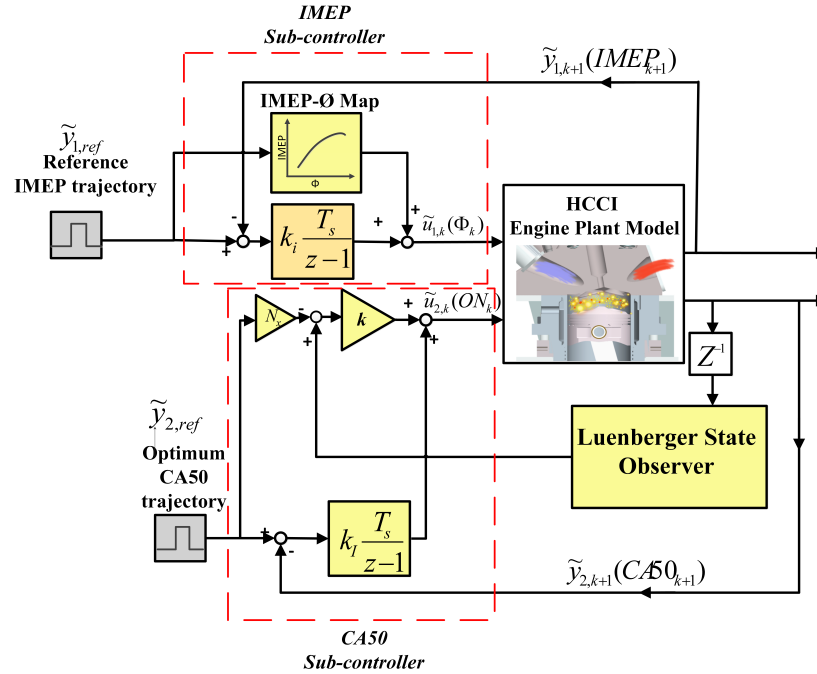 IMEP
Sub-controller
ỹ1,k+1(IMEPk+1)
IMEP-Ø Map
IMEP
Φ
ỹ1,ref
Reference
IMEP trajectory
-
+
ki Ts
z−1
+
+
ũ1,k(Φk)
HCCI
Engine Plant Model
Nx
-
+
k
+
+
ũ2,k(ONk)
Z-1
Luenberger State
Observer
ỹ2,ref
Optimum
CA50
trajectory
+
-
kI Ts
z−1
ỹ2,k+1(CA50k+1)
CA50
Sub-controller